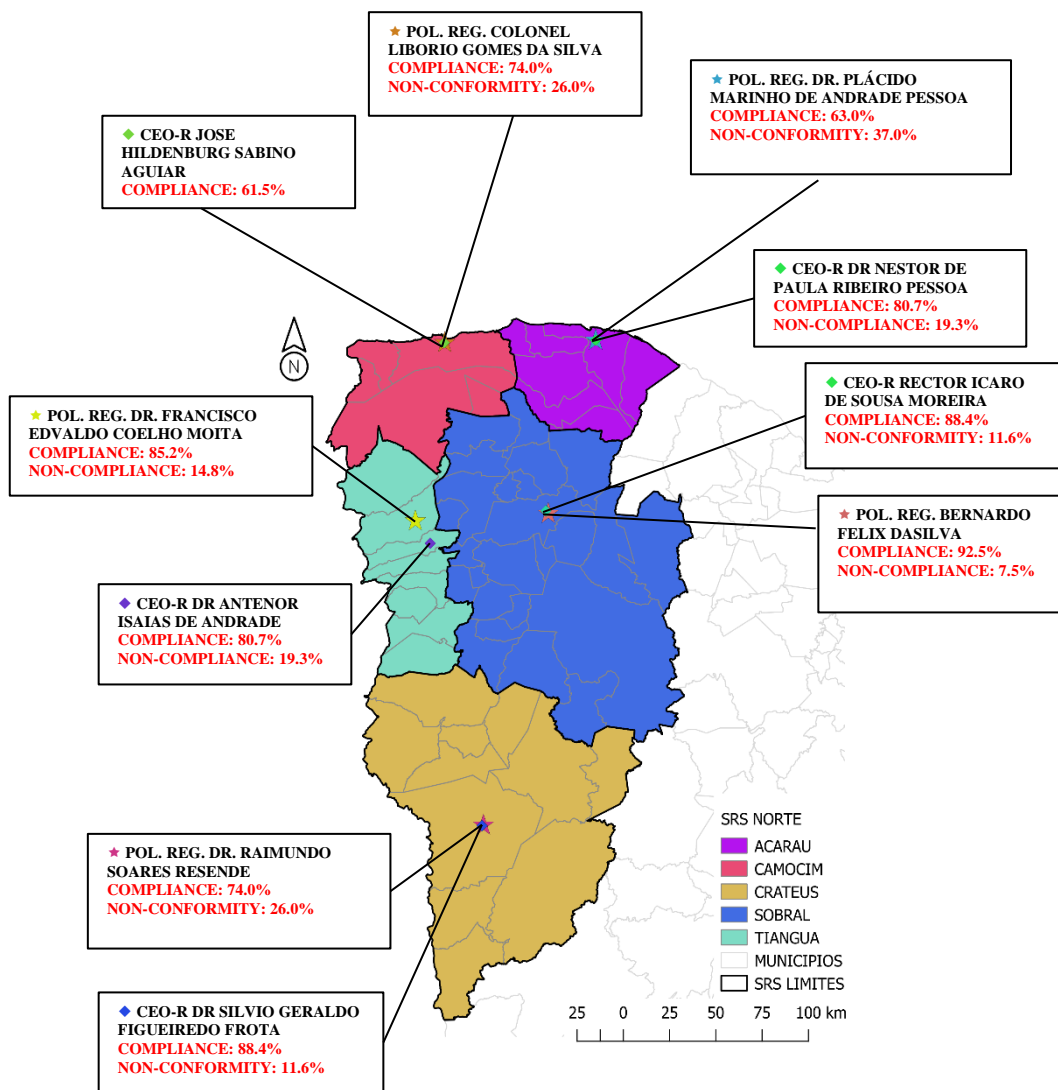 POL. REG. COLONEL
LIBORIO GOMES DA SILVA
COMPLIANCE: 74.0%
NON-CONFORMITY: 26.0%
POL. REG. DR. PLÁCIDO
MARINHO DE ANDRADE PESSOA
COMPLIANCE: 63.0%
NON-CONFORMITY: 37.0%
CEO-R JOSE
HILDENBURG SABINO
AGUIAR
COMPLIANCE: 61.5%
CEO-R DR NESTOR DE
PAULA RIBEIRO PESSOA
COMPLIANCE: 80.7%
NON-CONFORMITY: 19.3%
N
CEO-R RECTOR ICARO
DE SOUSA MOREIRA
COMPLIANCE: 88.4%
NON-CONFORMITY: 11.6%
POL. REG. DR. FRANCISCO
EDVALDO COELHO MOITA
COMPLIANCE: 85.2%
NON-COMPLIANCE: 14.8%
POL. REG. BERNARDO
FELIX DASILVA
COMPLIANCE: 92.5%
NON-COMPLIANCE: 7.5%
CEO-R DR ANTENOR
ISAIAS DE ANDRADE
COMPLIANCE: 80.7%
NON-COMPLIANCE: 19.3%
POL. REG. DR. RAIMUNDO
SOARES RESENDE
COMPLIANCE: 74.0%
NON-CONFORMITY: 26.0%
CEO-R DR SILVIO GERALDO
FIGUEIREDO FROTA
COMPLIANCE: 88.4%
NON-CONFORMITY: 11.6%
SRS NORTE
ACARAU
CAMOCIM
CRATEUS
SOBRAL
TIANGUA
MUNICIPIOS
SRS LIMITES
25 0 25 50 75 100 km